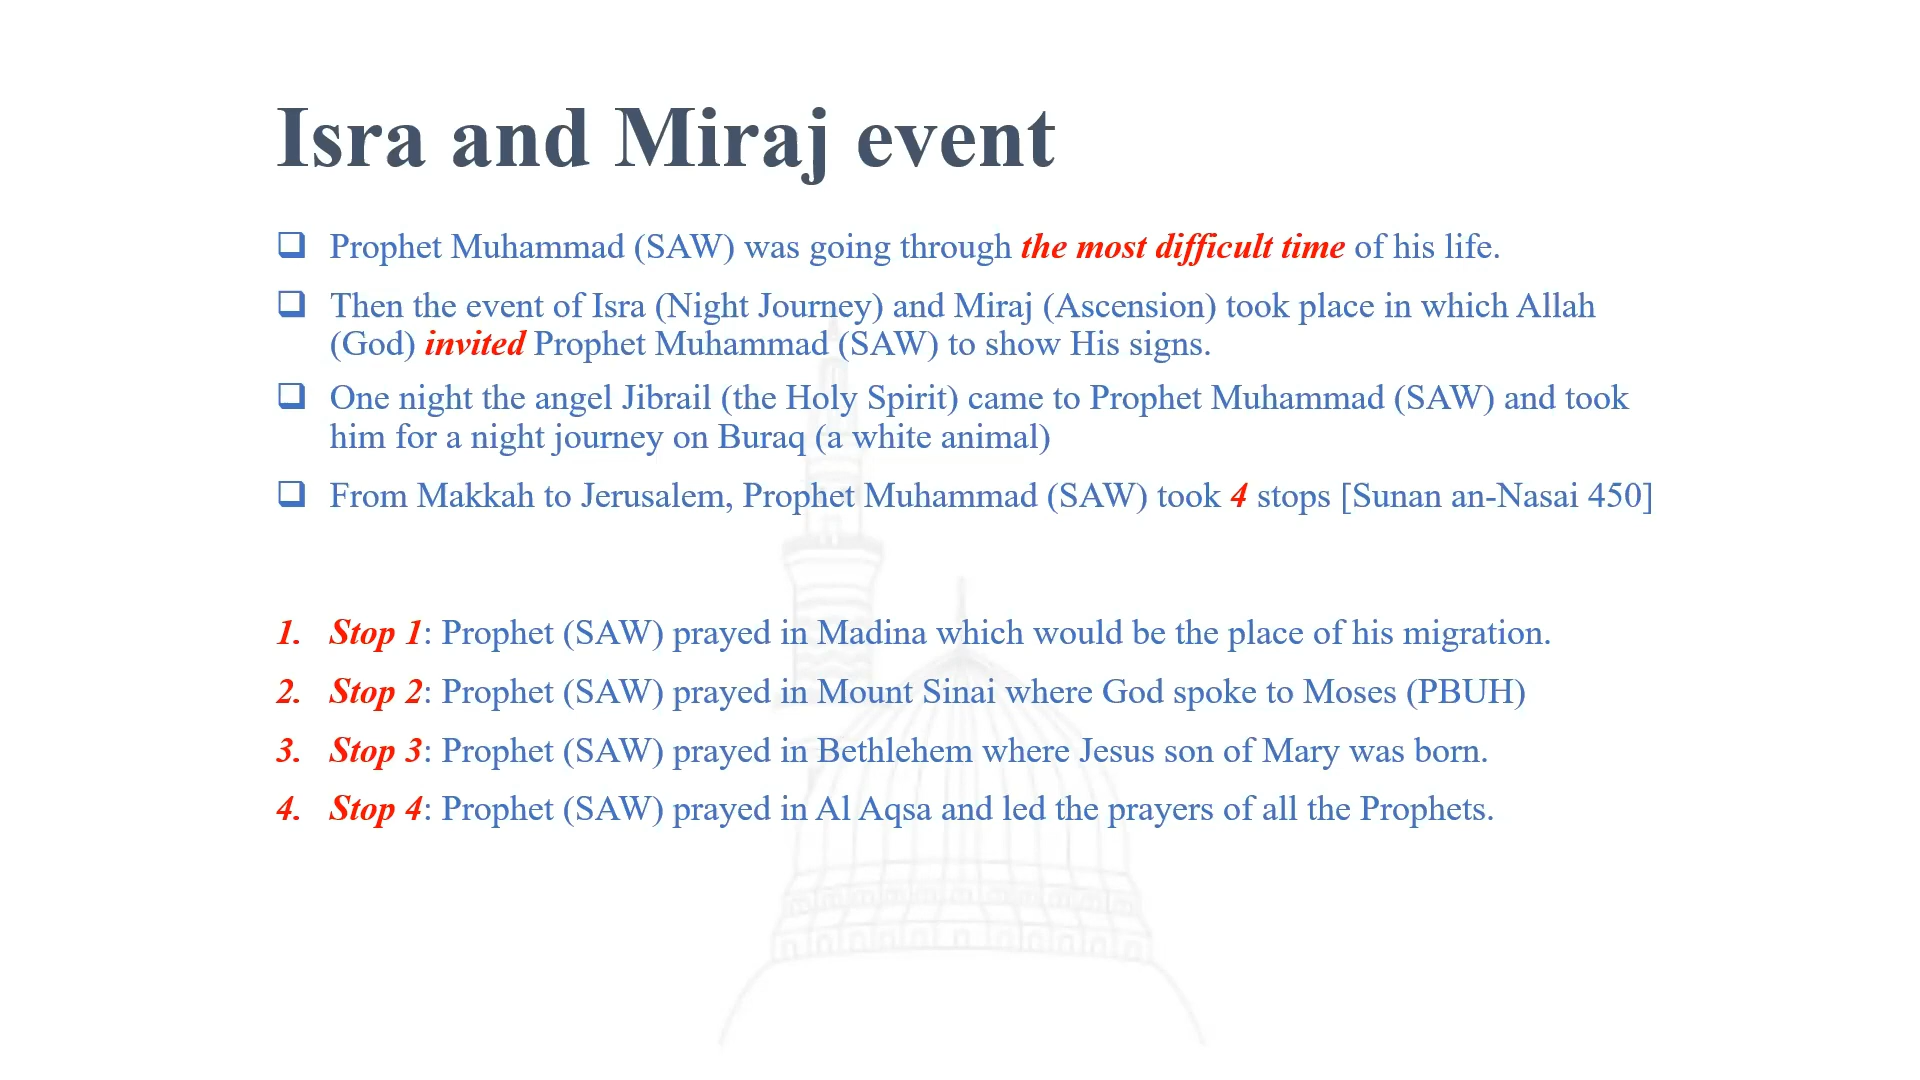 Isra and Miraj event
❑ Prophet Muhammad (SAW) was going through the most difficult time of his life.
❑ Then the event of Isra (Night Journey) and Miraj (Ascension) took place in which Allah
(God) invited Prophet Muhammad (SAW) to show His signs.
❑ One night the angel Jibrail (the Holy Spirit) came to Prophet Muhammad (SAW) and took
him for a night journey on Buraq (a white animal)
❑ From Makkah to Jerusalem, Prophet Muhammad (SAW) took 4 stops [Sunan an-Nasai 450]
1. Stop 1: Prophet (SAW) prayed in Madina which would be the place of his migration.
2. Stop 2: Prophet (SAW) prayed in Mount Sinai where God spoke to Moses (PBUH)
3. Stop 3: Prophet (SAW) prayed in Bethlehem where Jesus son of Mary was born.
4. Stop 4: Prophet (SAW) prayed in Al Aqsa and led the prayers of all the Prophets.